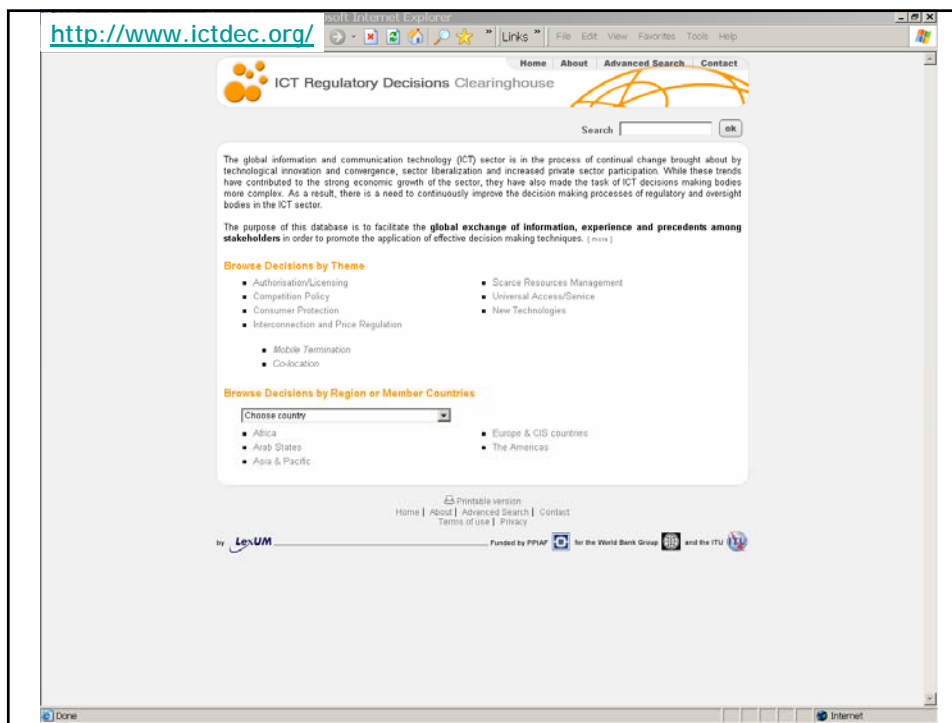 http://www.ictdec.org/
osoft Internet Explorer
Links » File Edit View Favorites Tools Help
Home About Advanced Search Contact
ICT Regulatory Decisions Clearinghouse
Search ok
The global information and communication technology (ICT) sector is in the process of continual change brought about by
technological innovation and convergence, sector liberalization and increased private sector participation. While these trends
have contributed to the strong economic growth of the sector, they have also made the task of ICT decisions making bodies
more complex. As a result, there is a need to continuously improve the decision making processes of regulatory and oversight
bodies in the ICT sector.
The purpose of this database is to facilitate the global exchange of information, experience and precedents among
stakeholders in order to promote the application of effective decision making techniques. [ more ]
Browse Decisions by Theme
Authorisation/Licensing
Competition Policy
Consumer Protection
Interconnection and Price Regulation
Mobile Termination
Co-location
Scarce Resources Management
Universal Access/Service
New Technologies
Browse Decisions by Region or Member Countries
Choose country
Africa
Arab States
Asia & Pacific
Europe & CIS countries
The Americas
Printable version
Home | About | Advanced Search | Contact
Terms of use | Privacy
by LexUM Funded by PPIAF for the World Bank Group and the ITU
Done Internet